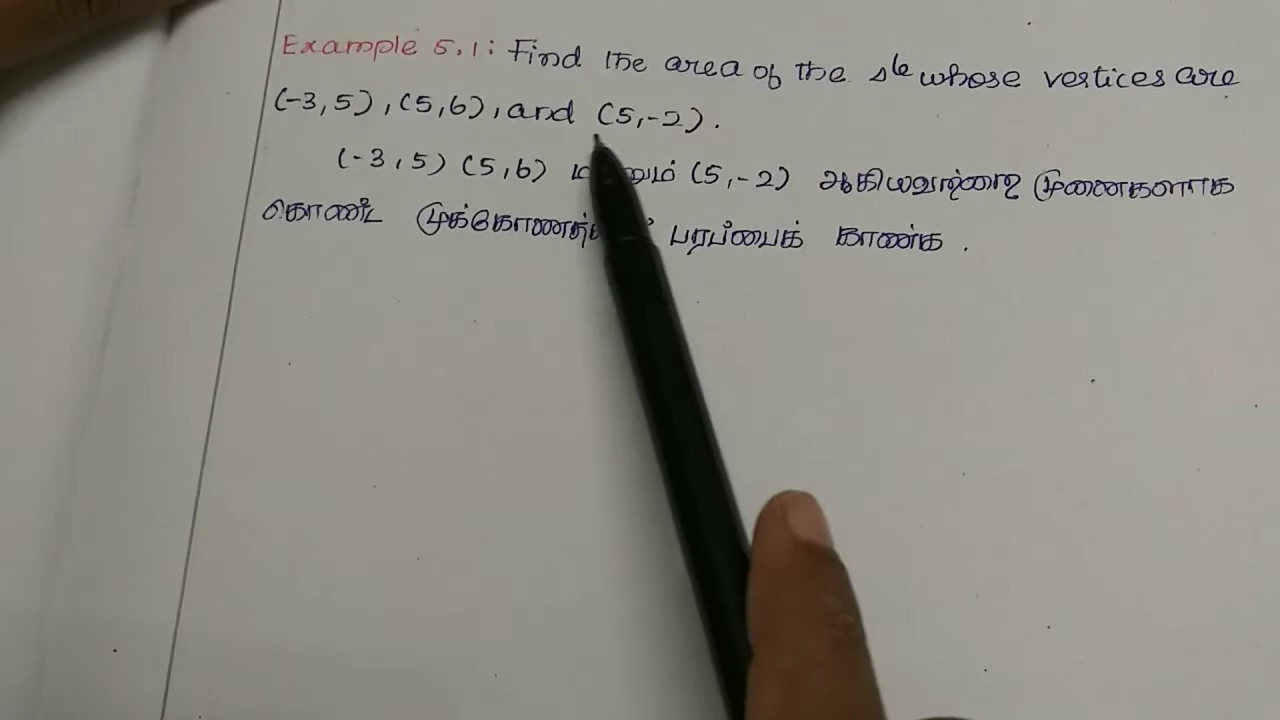 Example 5.1: Find the area of the △le whose vertices are
(-3,5), (5,6), and (5,-2).
(-3,5) (5,6) (5,-2) ஆகியவற்றை முனைகளாக
கொண்ட பரப்பைக் காண்க.